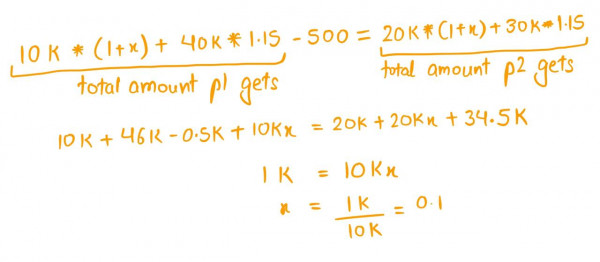 10K * (1+x) + 40K * 1.15 - 500 = 20K * (1+x) + 30K * 1.15
total amount p1 gets total amount p2 gets
10K + 46K - 0.5K + 10Kx = 20K + 20Kx + 34.5K
1K = 10Kx
x = 1K/10K = 0.1